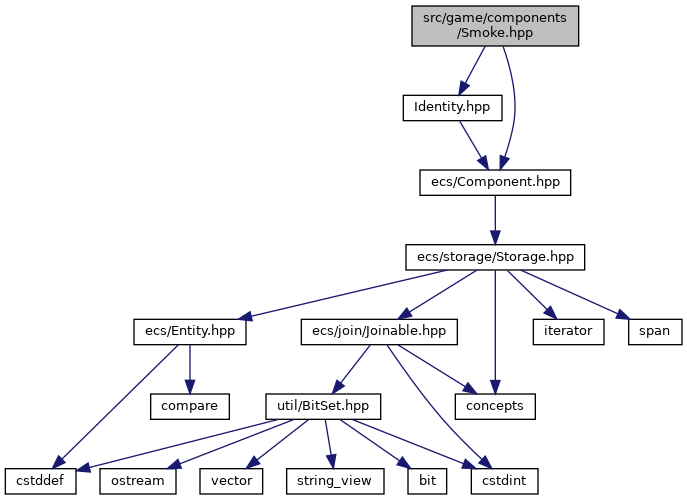 src/game/components
/Smoke.hpp
Identity.hpp
ecs/Component.hpp
ecs/storage/Storage.hpp
ecs/Entity.hpp
ecs/join/Joinable.hpp
iterator
span
compare
util/BitSet.hpp
concepts
cstddef
ostream
vector
string_view
bit
cstdint